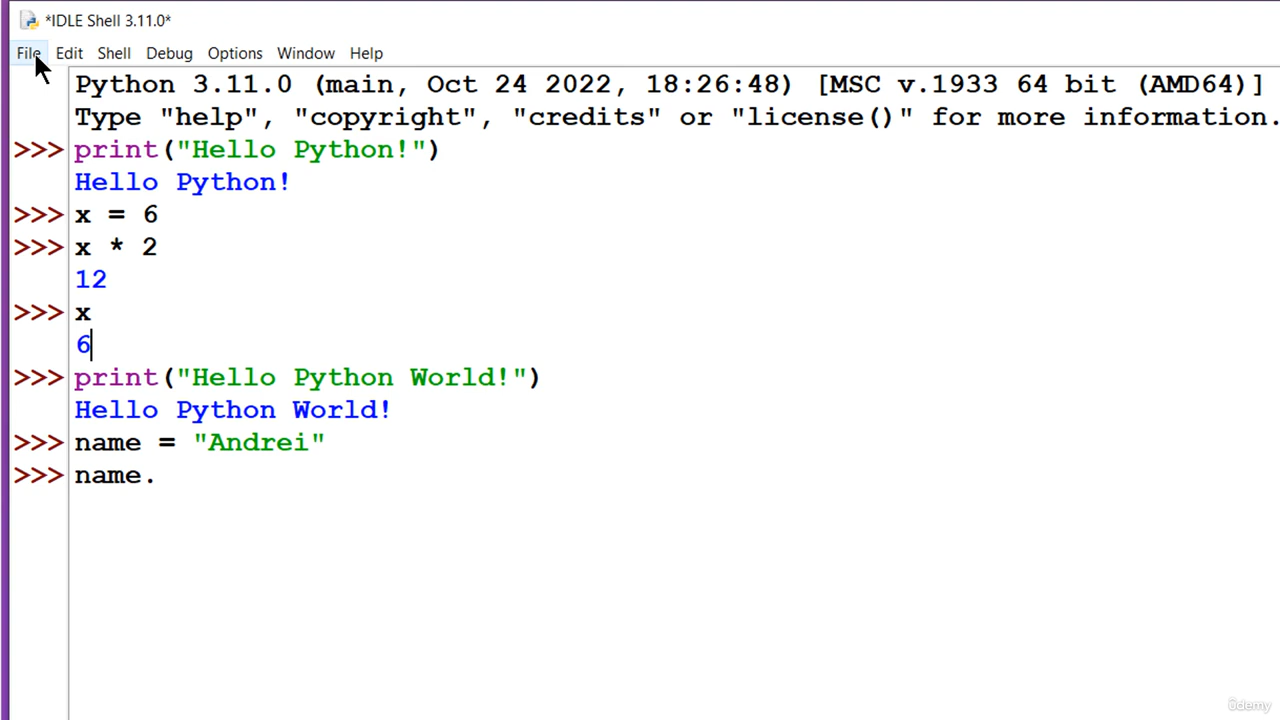 *IDLE Shell 3.11.0*
File Edit Shell Debug Options Window Help
Python 3.11.0 (main, Oct 24 2022, 18:26:48) [MSC v.1933 64 bit (AMD64)]
Type "help", "copyright", "credits" or "license()" for more information.
>>> print("Hello Python!")
Hello Python!
>>> x = 6
>>> x * 2
12
>>> x
6
>>> print("Hello Python World!")
Hello Python World!
>>> name = "Andrei"
>>> name.
ûdemy